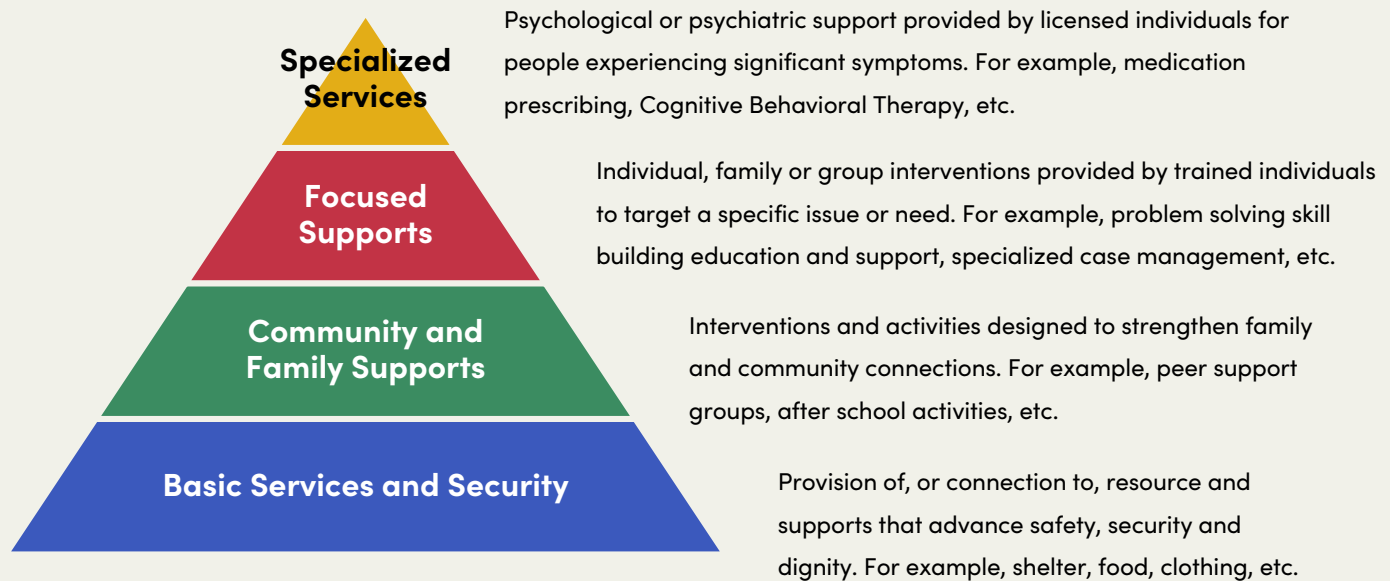 Specialized
Services
Psychological or psychiatric support provided by licensed individuals for
people experiencing significant symptoms. For example, medication
prescribing, Cognitive Behavioral Therapy, etc.
Focused
Supports
Individual, family or group interventions provided by trained individuals
to target a specific issue or need. For example, problem solving skill
building education and support, specialized case management, etc.
Community and
Family Supports
Interventions and activities designed to strengthen family
and community connections. For example, peer support
groups, after school activities, etc.
Basic Services and Security
Provision of, or connection to, resource and
supports that advance safety, security and
dignity. For example, shelter, food, clothing, etc.